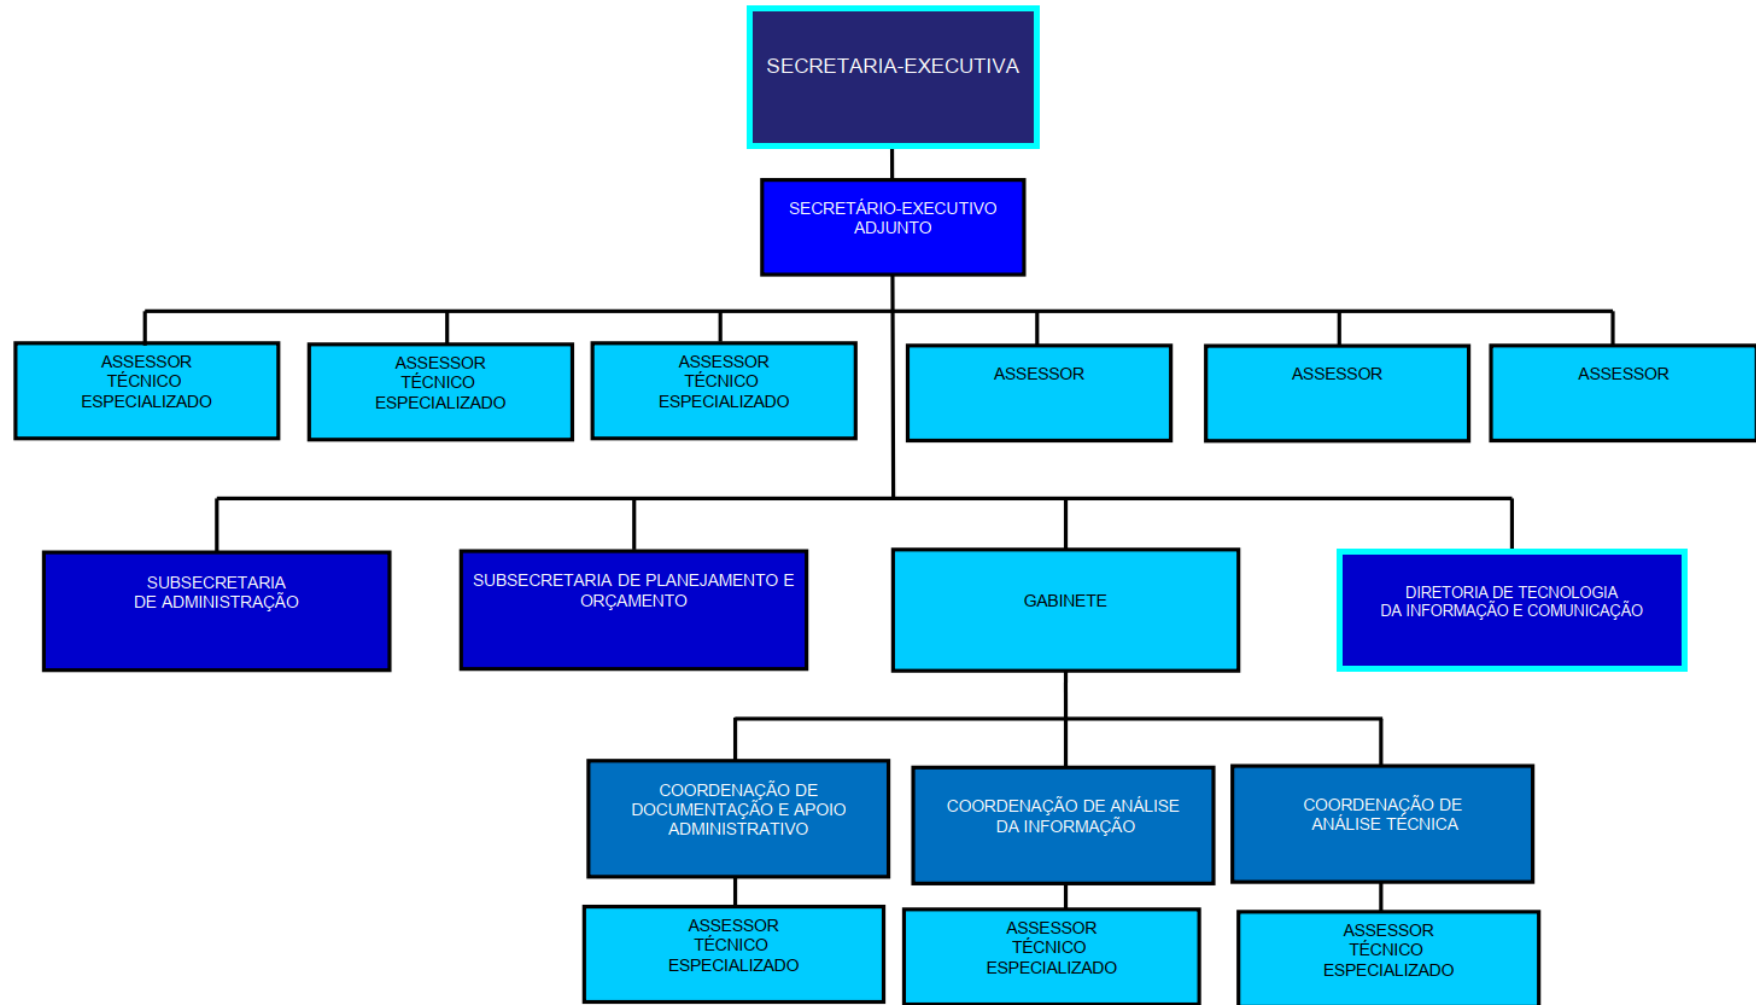 SECRETARIA-EXECUTIVA
SECRETÁRIO-EXECUTIVO
ADJUNTO
ASSESSOR
TÉCNICO
ESPECIALIZADO
ASSESSOR
TÉCNICO
ESPECIALIZADO
ASSESSOR
TÉCNICO
ESPECIALIZADO
ASSESSOR
ASSESSOR
ASSESSOR
SUBSECRETARIA
DE ADMINISTRAÇÃO
SUBSECRETARIA DE PLANEJAMENTO E
ORÇAMENTO
GABINETE
DIRETORIA DE TECNOLOGIA
DA INFORMAÇÃO E COMUNICAÇÃO
COORDENAÇÃO DE
DOCUMENTAÇÃO E APOIO
ADMINISTRATIVO
COORDENAÇÃO DE ANÁLISE
DA INFORMAÇÃO
COORDENAÇÃO DE
ANÁLISE TÉCNICA
ASSESSOR
TÉCNICO
ESPECIALIZADO
ASSESSOR
TÉCNICO
ESPECIALIZADO
ASSESSOR
TÉCNICO
ESPECIALIZADO